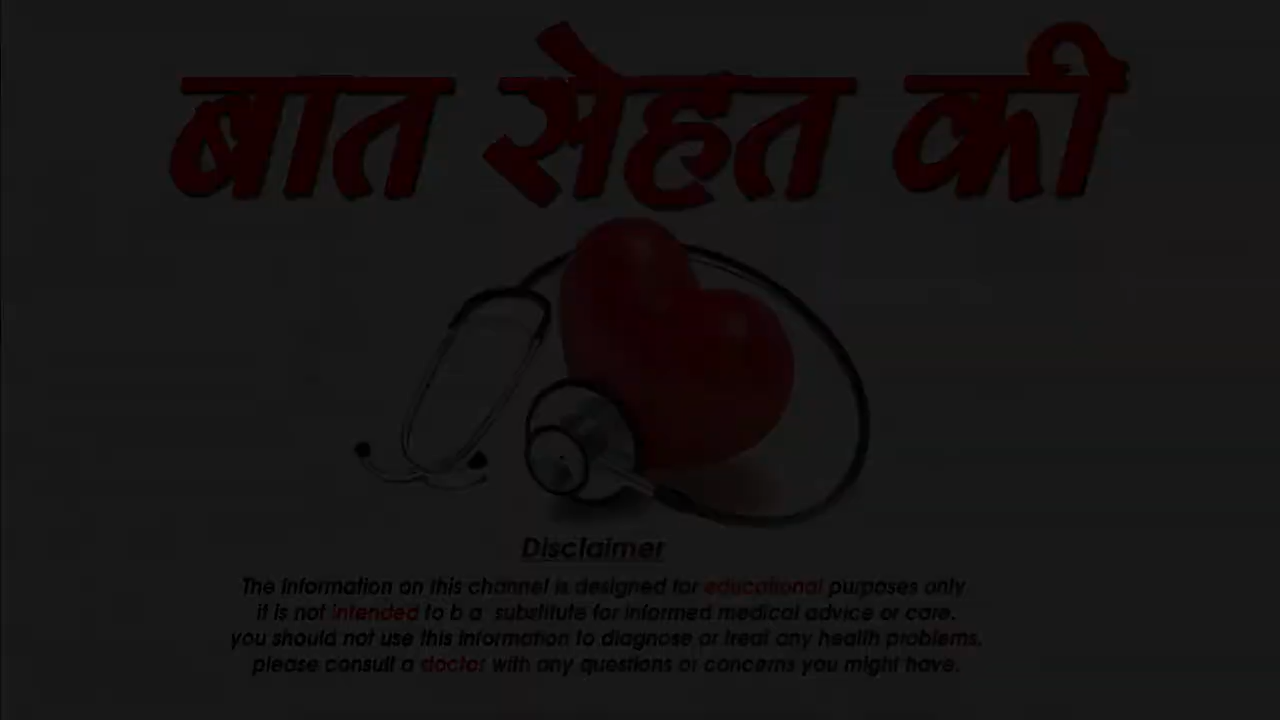 बात सेहत की
Disclaimer
The information on this channel is designed for educational purposes only
it is not intended to b a substitute for informed medical advice or care.
you should not use this information to diagnose or treat any health problems.
please consult a doctor with any questions or concerns you might have.